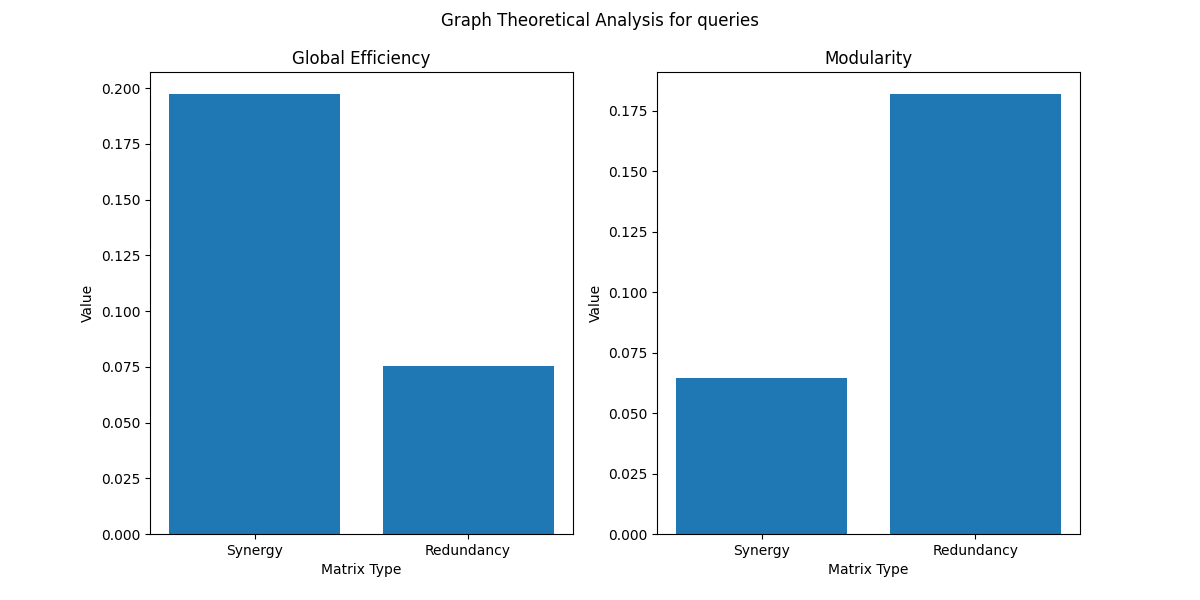 Graph Theoretical Analysis for queries
Global Efficiency
0.200
0.175
0.150
0.125
0.100
0.075
0.050
0.025
0.000
Value
Synergy
Redundancy
Matrix Type
Modularity
0.175
0.150
0.125
0.100
0.075
0.050
0.025
0.000
Value
Synergy
Redundancy
Matrix Type